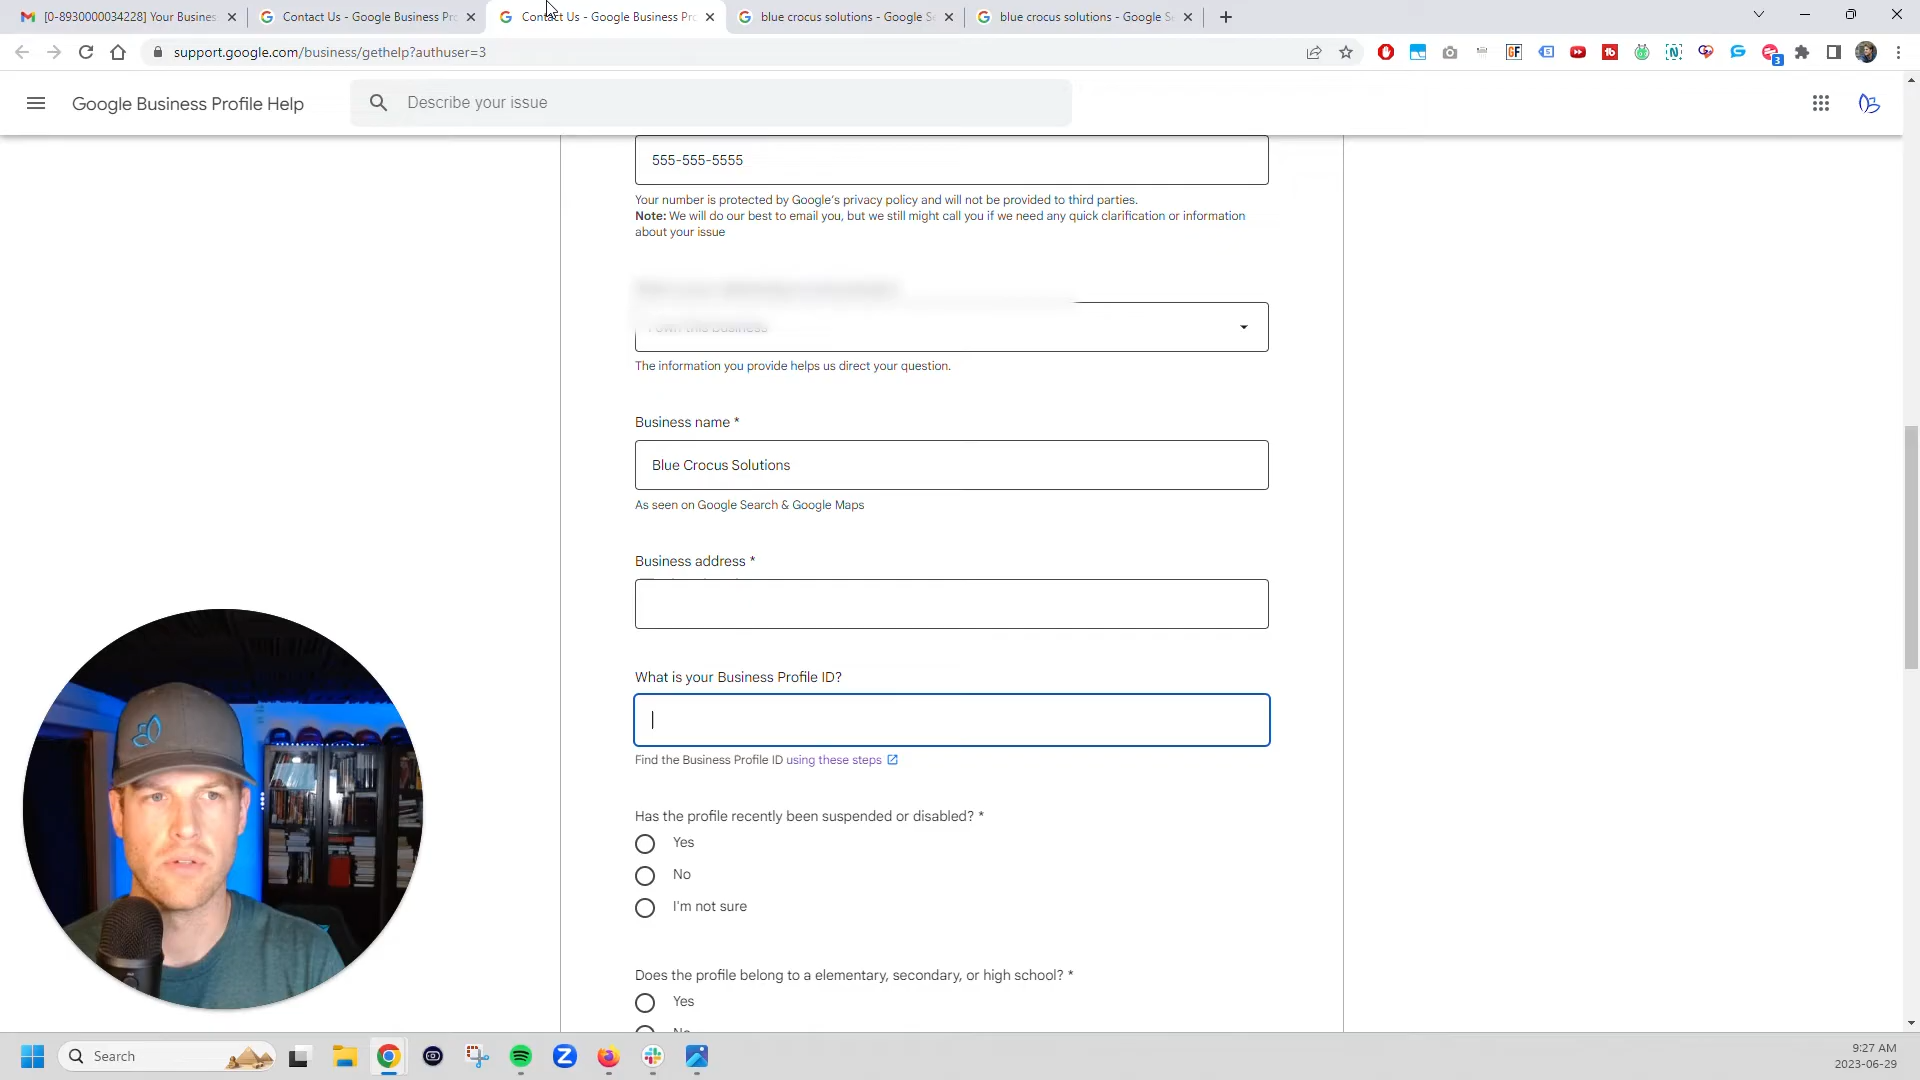 [0-8930000034228] Your Busines
Contact Us - Google Business Pro
Contact Us - Google Business Pro
blue crocus solutions - Google Se
blue crocus solutions - Google Se
support.google.com/business/gethelp?authuser=3
3
Google Business Profile Help
Describe your issue
555-555-5555
Your number is protected by Google's privacy policy and will not be provided to third parties.
Note: We will do our best to email you, but we still might call you if we need any quick clarification or information
about your issue
The information you provide helps us direct your question.
Business name *
Blue Crocus Solutions
As seen on Google Search & Google Maps
Business address *
What is your Business Profile ID?
Find the Business Profile ID using these steps
Has the profile recently been suspended or disabled? *
Yes
No
I'm not sure
Does the profile belong to a elementary, secondary, or high school? *
Yes
No
Search
9:27 AM
2023-06-29